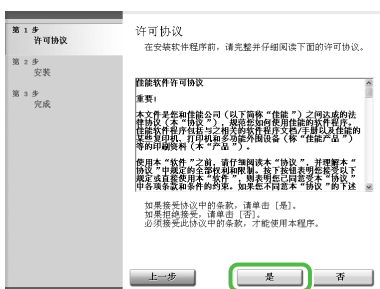 第 1 步
许可协议
第 2 步
安装
第 3 步
完成
许可协议
在安装软件程序前，请完整并仔细阅读下面的许可协议。
佳能软件许可协议
重要！
本文件是您和佳能公司（以下简称“佳能”）之间达成的法
律协议（本“协议”），规范您如何使用佳能的软件程序。
佳能软件程序包括与之相关的软件程序文档/手册以及佳能的
某些复印机、打印机和多功能外围设备（称“佳能产品”）
等的印刷资料（本“产品”）。
使用本“软件”之前，请仔细阅读本“协议”，并理解本“
协议”中规定的全部权利和限制。按下按钮表明您接受以下
规定或直接使用本“软件”，则表明您已同意受本“协议”
中各项条款和条件的约束。如果您不同意本“协议”的下述
如果接受协议中的条款，请单击 [是]。
如果拒绝接受，请单击 [否]。
必须接受此协议中的条款，才能使用本程序。
上一步
是
否